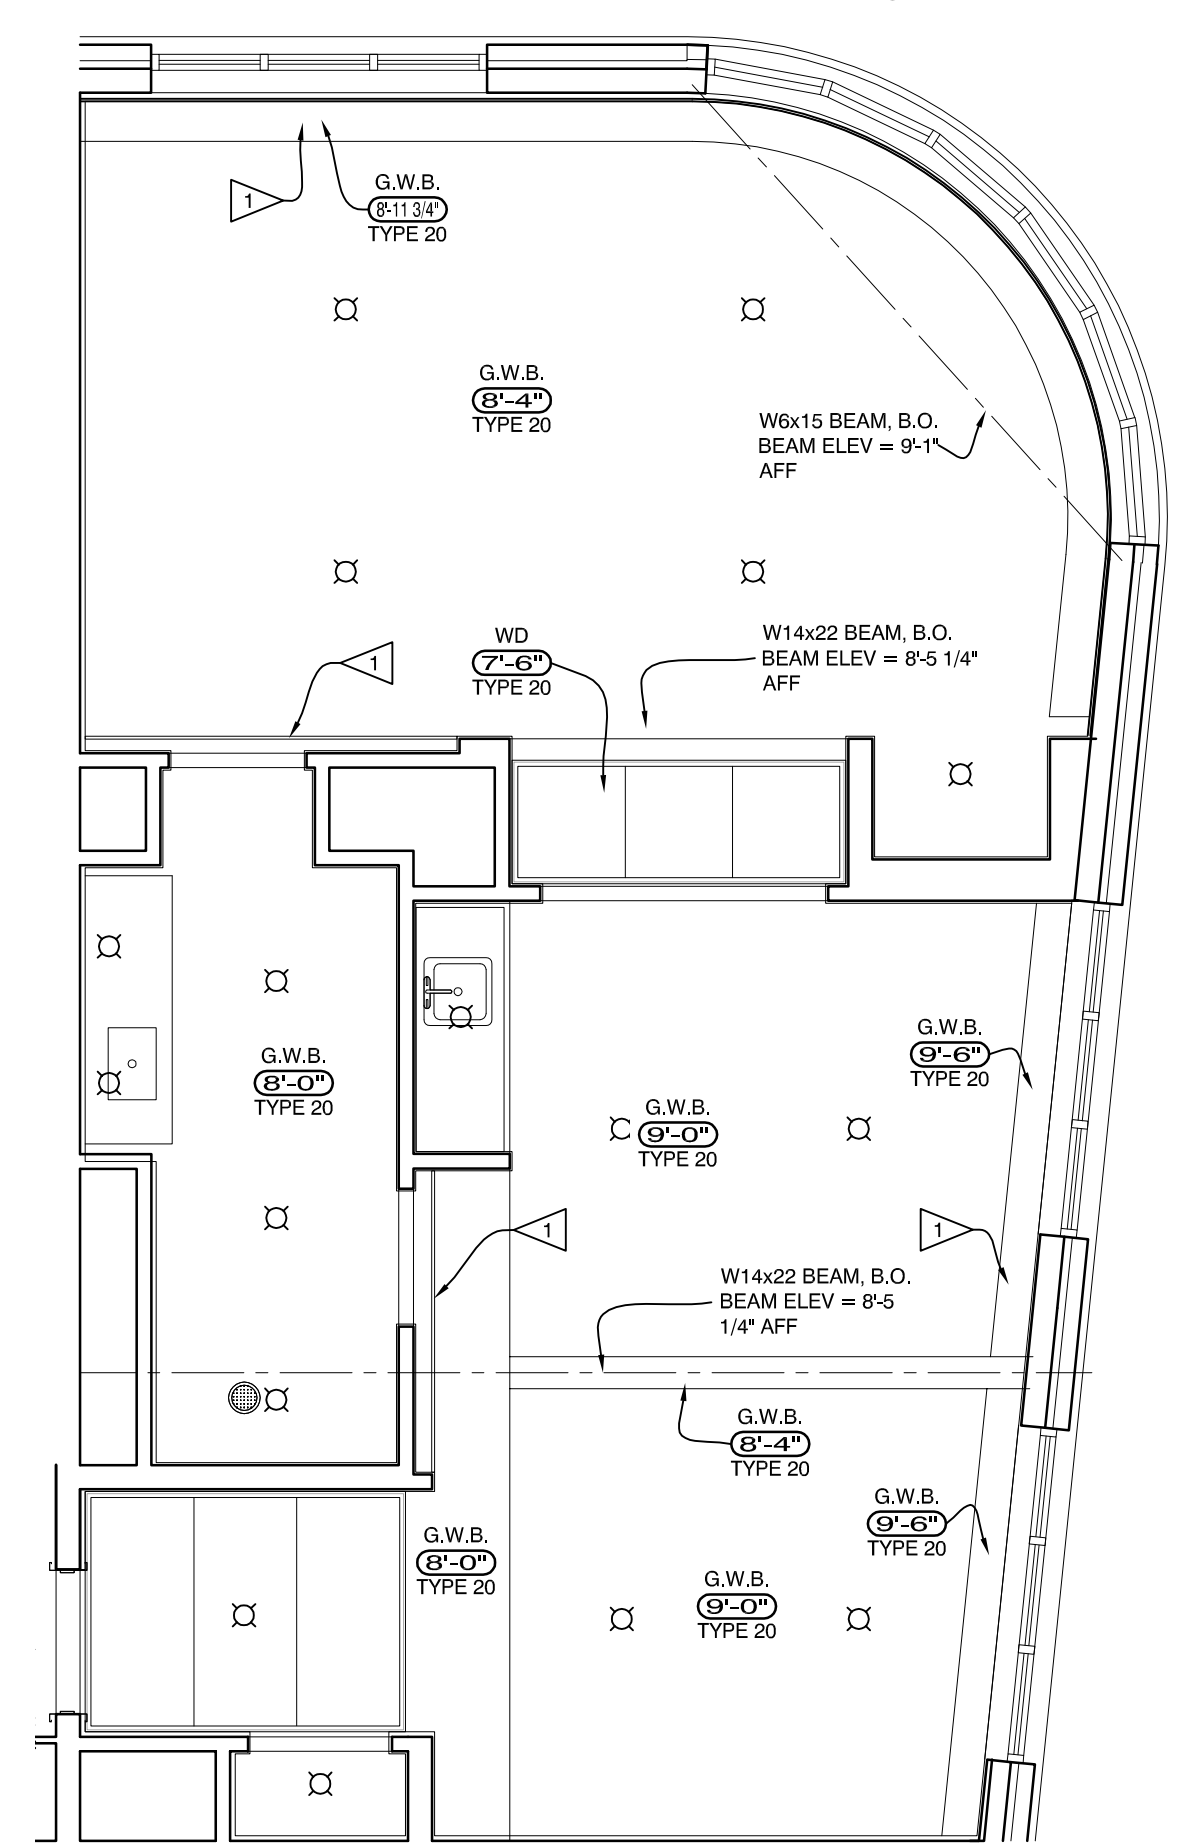 1
G.W.B.
8'-11 3/4"
TYPE 20
G.W.B.
8'-4"
TYPE 20
W6x15 BEAM, B.O.
BEAM ELEV = 9'-1"
AFF
1
WD
7'-6"
TYPE 20
W14x22 BEAM, B.O.
BEAM ELEV = 8'-5 1/4"
AFF
G.W.B.
8'-0"
TYPE 20
G.W.B.
9'-6"
TYPE 20
G.W.B.
9'-0"
TYPE 20
1
1
W14x22 BEAM, B.O.
BEAM ELEV = 8'-5
1/4" AFF
G.W.B.
8'-4"
TYPE 20
G.W.B.
9'-6"
TYPE 20
G.W.B.
8'-0"
TYPE 20
G.W.B.
9'-0"
TYPE 20